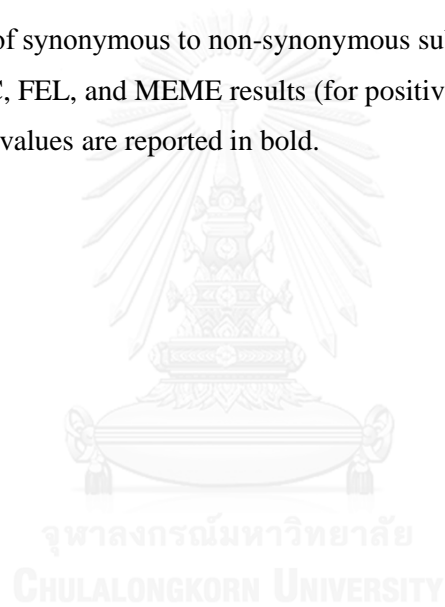 of synonymous to non-synonymous su
C, FEL, and MEME results (for positiv
values are reported in bold.
จุฬาลงกรณ์มหาวิทยาลัย
CHULALONGKORN UNIVERSITY